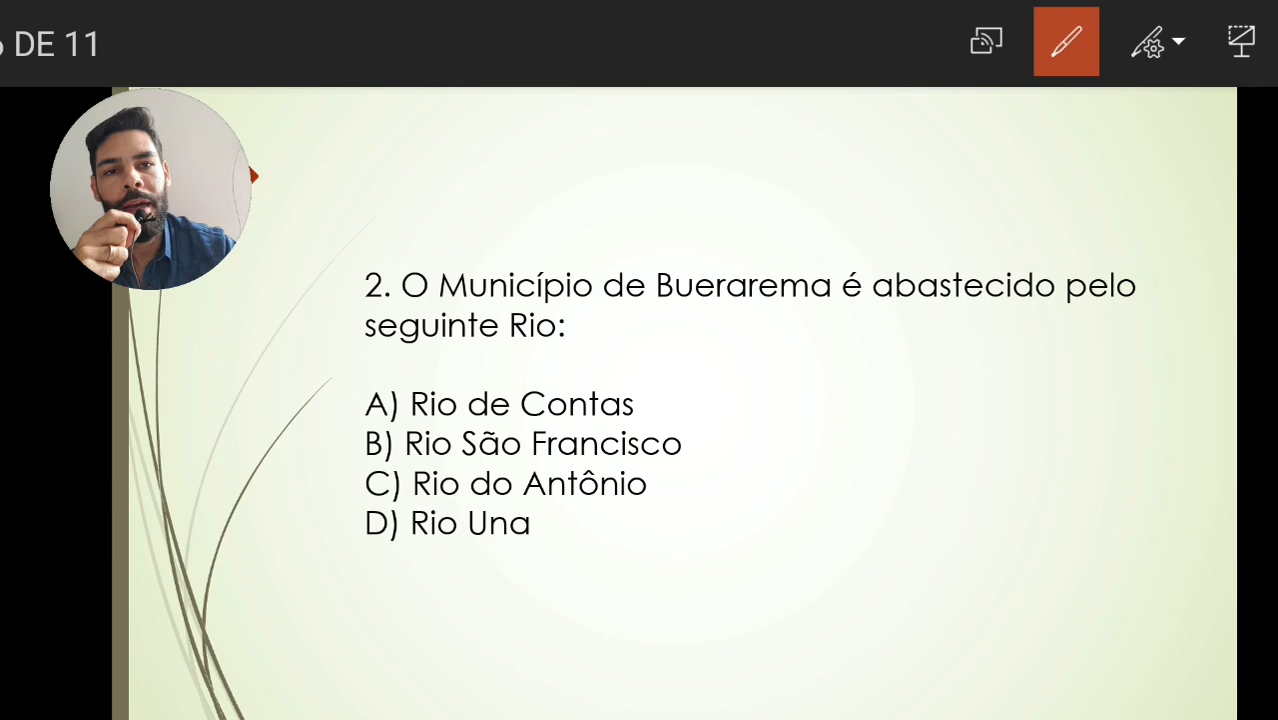 DE 11
2. O Município de Buerarema é abastecido pelo
seguinte Rio:
A) Rio de Contas
B) Rio São Francisco
C) Rio do Antônio
D) Rio Una